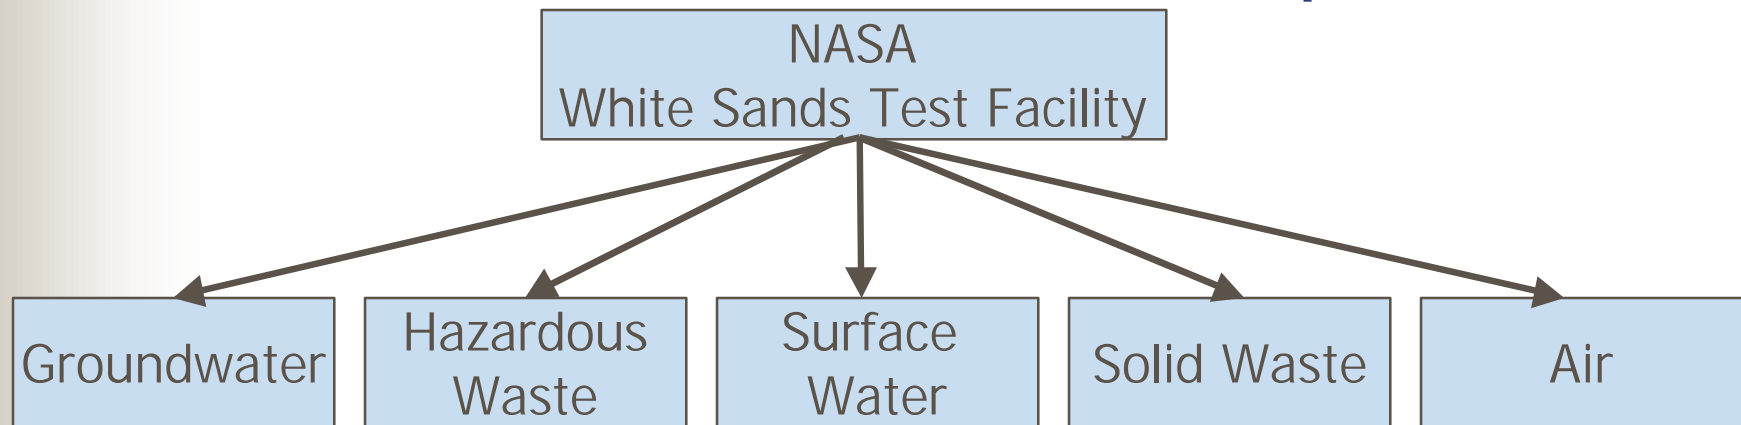 NASA
White Sands Test Facility
Groundwater
Hazardous
Waste
Surface
Water
Solid Waste
Air